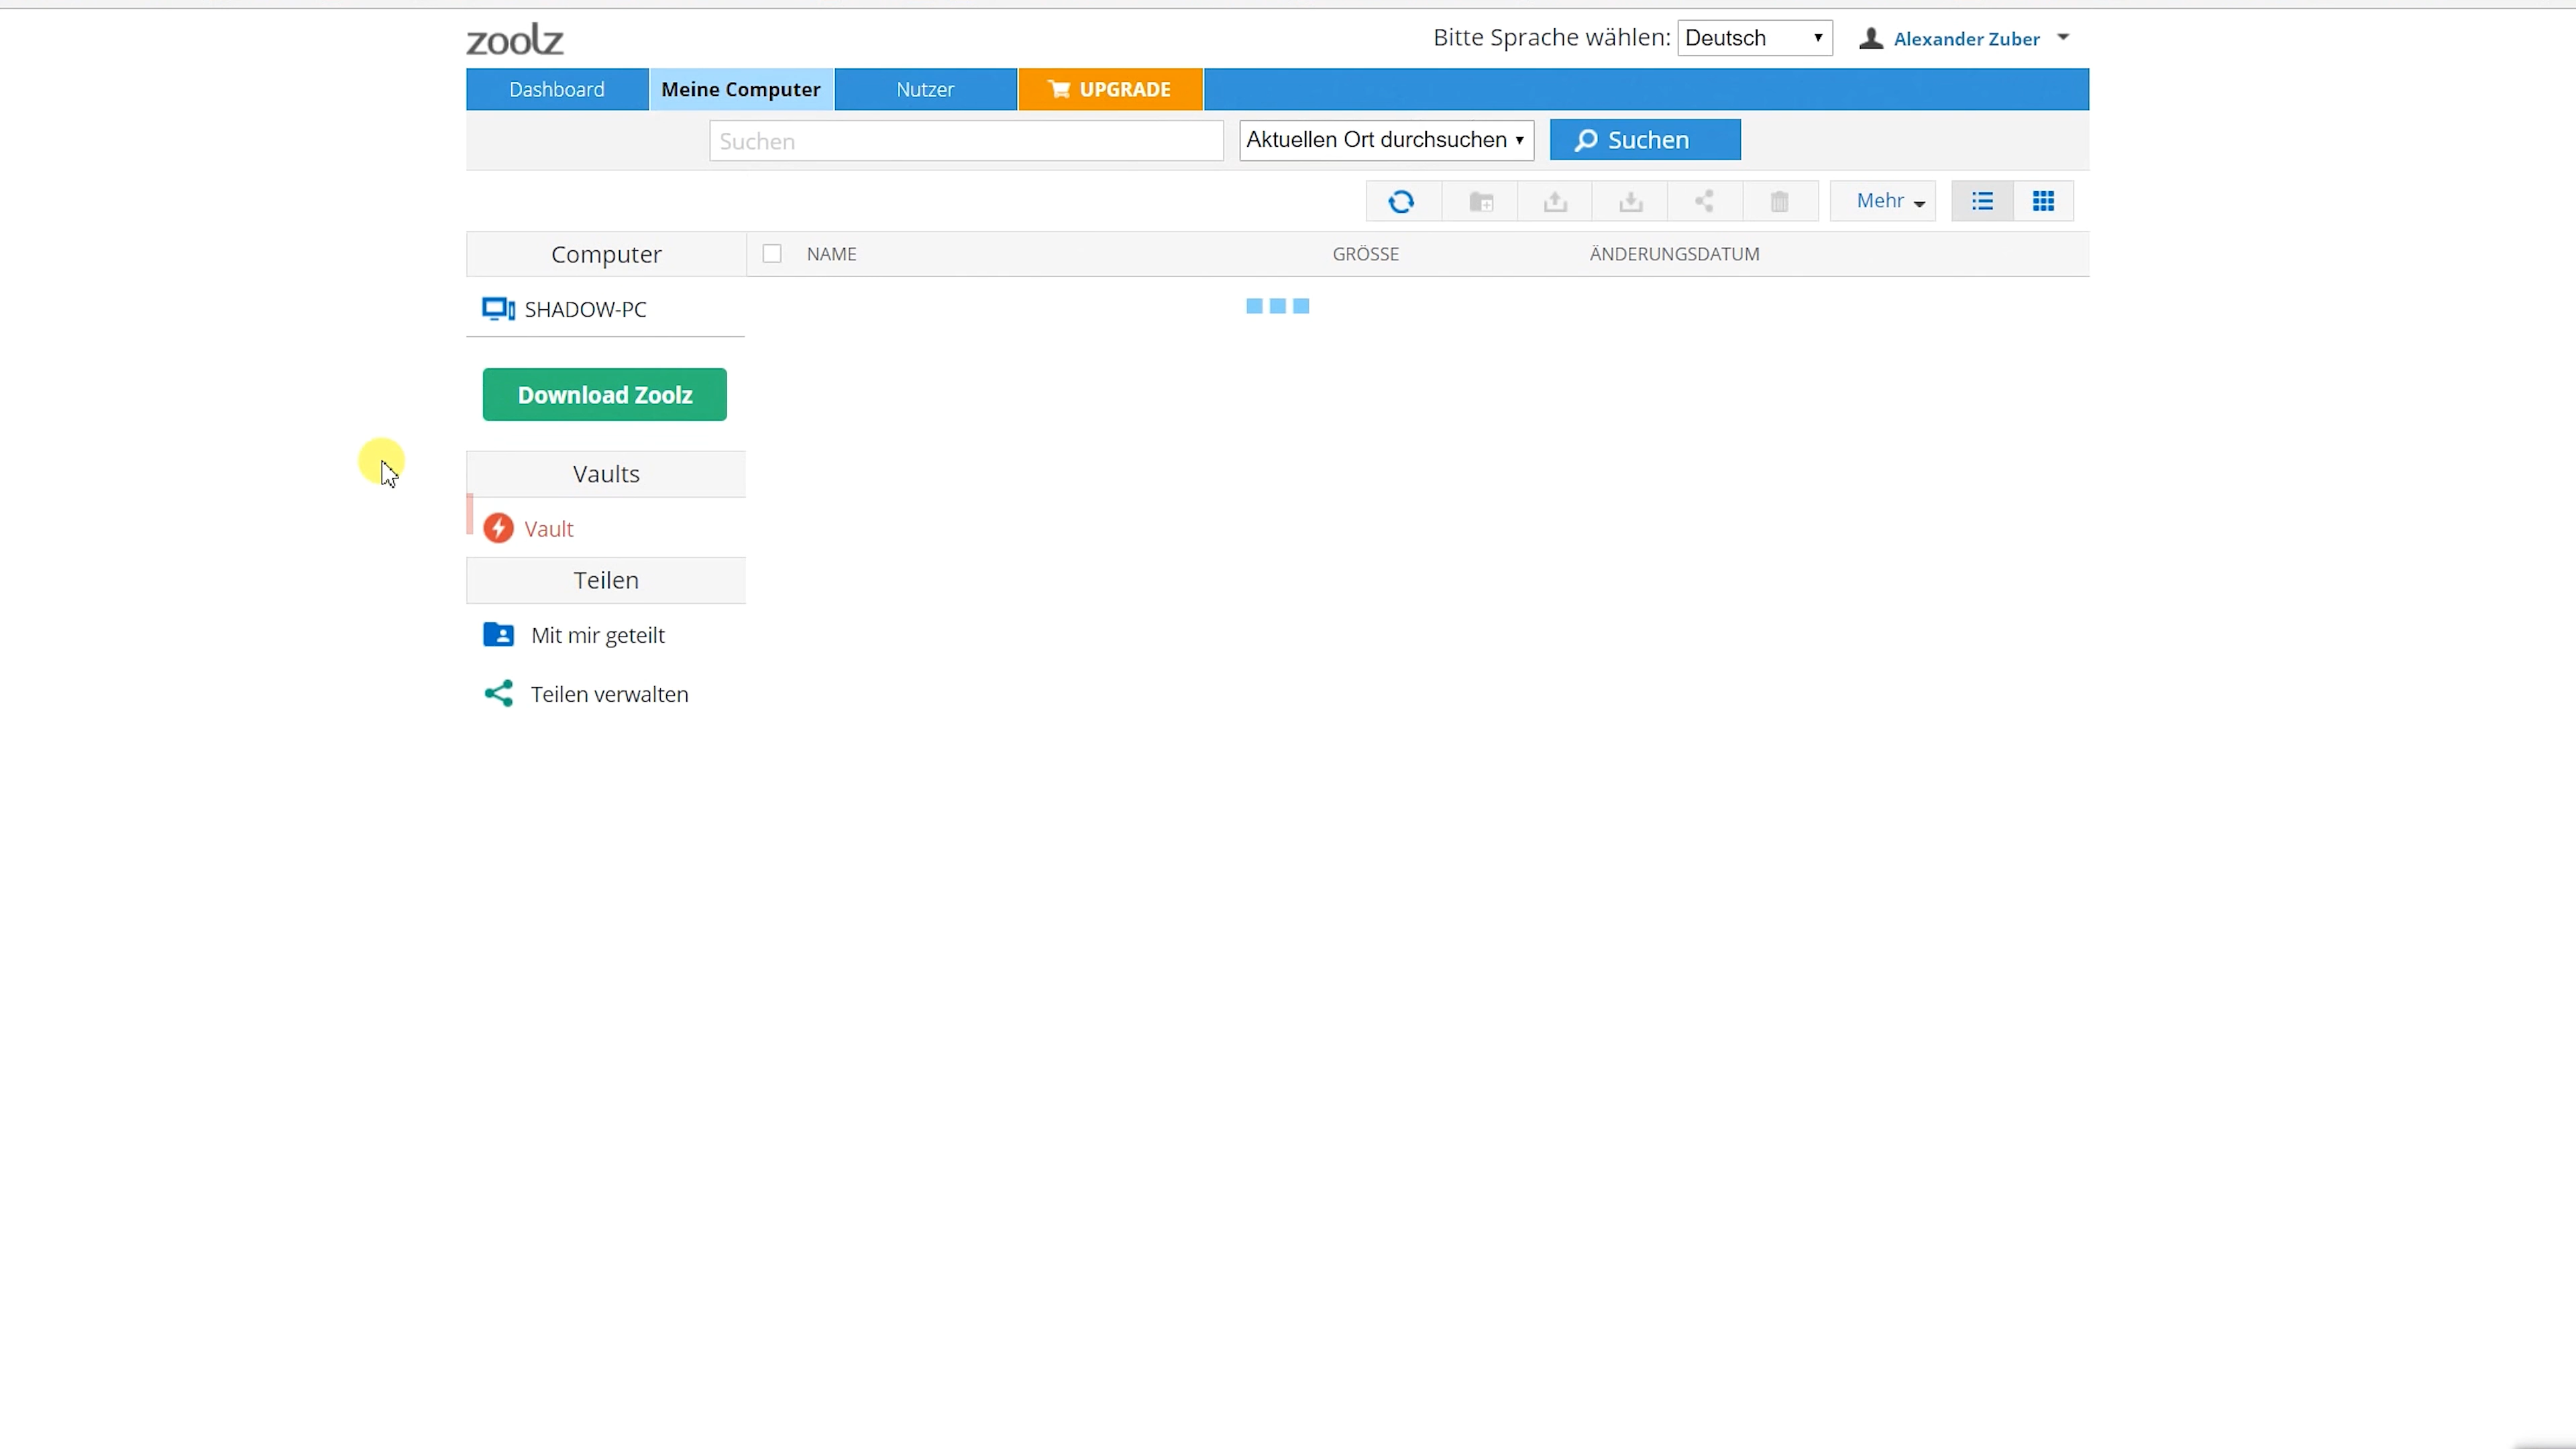 zoolz
Bitte Sprache wählen: Deutsch Alexander Zuber
Dashboard Meine Computer Nutzer UPGRADE
Suchen Aktuellen Ort durchsuchen Suchen
Mehr
Computer NAME GRÖSSE ÄNDERUNGSDATUM
SHADOW-PC
Download Zoolz
Vaults
Vault
Teilen
Mit mir geteilt
Teilen verwalten